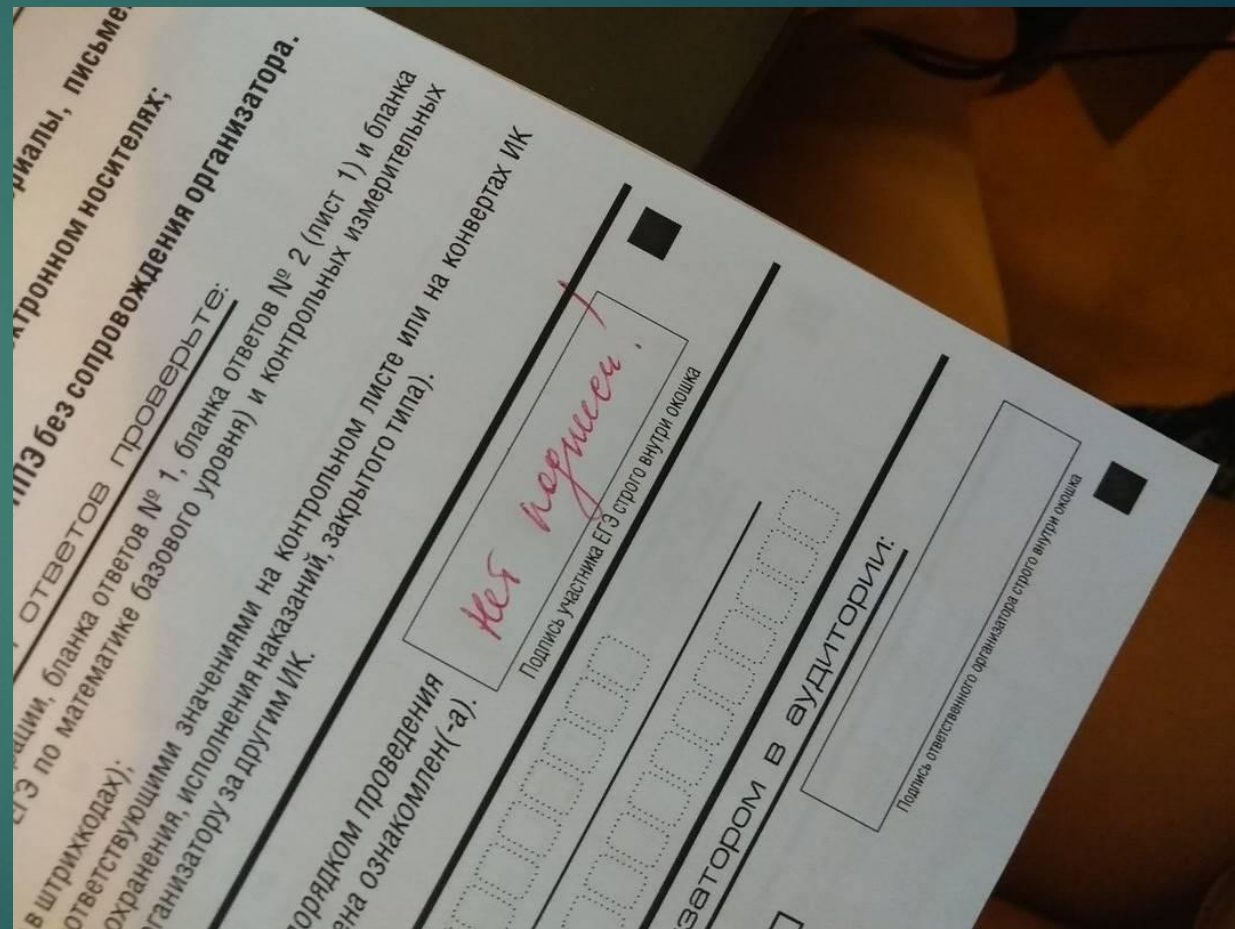 риалы, письме
ктронном носителях;
ППЭ без сопровождения организатора.
ответов проверьте:
ации, бланка ответов № 1, бланка ответов № 2 (лист 1) и бланка
ЕГЭ по математике базового уровня) и контрольных измерительных
в штрихкодах);
ответствующими значениями на контрольном листе или на конвертах ИК
охранения, исполнения наказаний, закрытого типа).
рганизатору за другим ИК.
порядком проведения
ена ознакомлен(-а).
Нет подписи!
Подпись участника ЕГЭ строго внутри окошка
затором в аудитории:
Подпись ответственного организатора строго внутри окошка